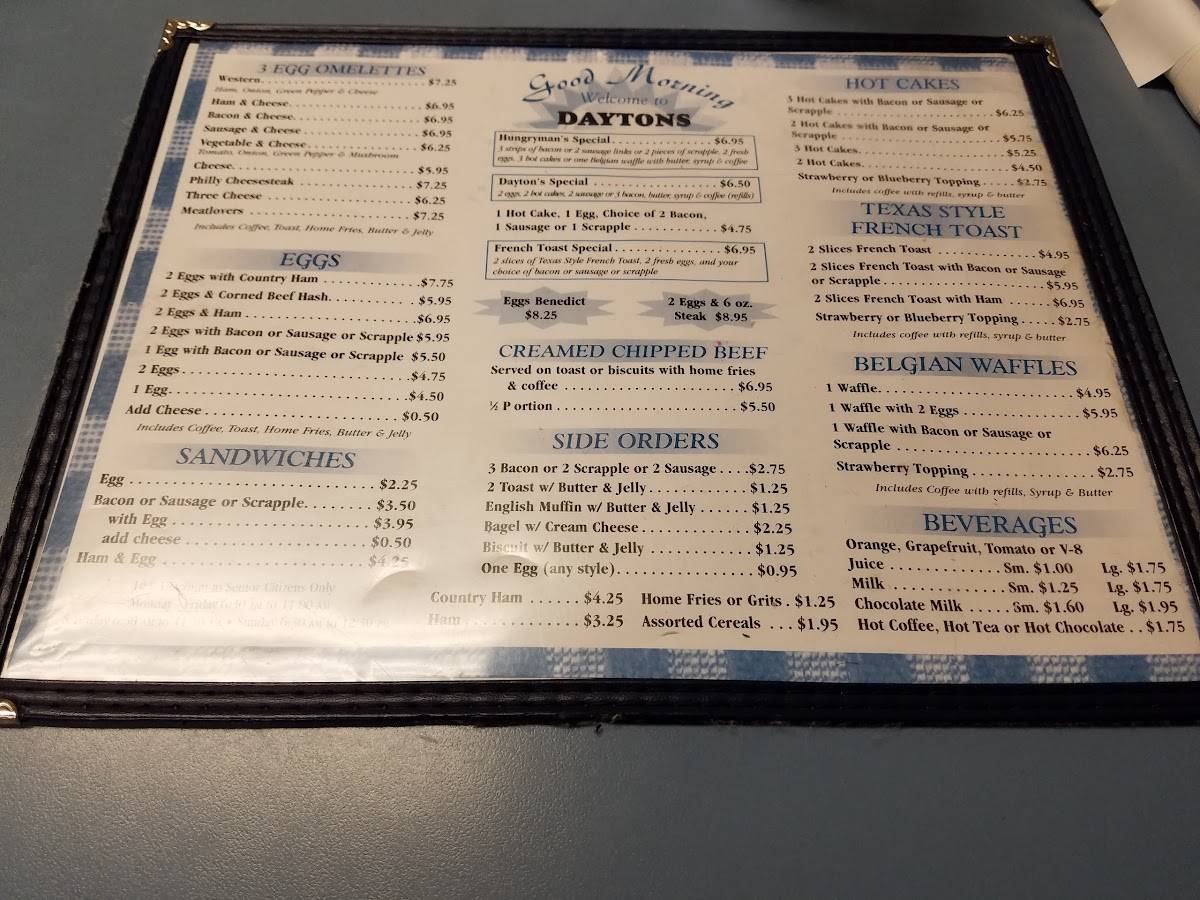 3 EGG OMELETTES
Western $7.25
Ham, Onion, Green Pepper & Cheese
Ham & Cheese $6.95
Bacon & Cheese $6.95
Sausage & Cheese $6.95
Vegetable & Cheese $6.25
Tomato, Onion, Green Pepper & Mushroom
Cheese $5.95
Philly Cheesesteak $7.25
Three Cheese $6.25
Meatlovers $7.25
Includes Coffee, Toast, Home Fries, Butter & Jelly
EGGS
2 Eggs with Country Ham $7.75
2 Eggs & Corned Beef Hash $5.95
2 Eggs & Ham $6.95
2 Eggs with Bacon or Sausage or Scrapple $5.95
1 Egg with Bacon or Sausage or Scrapple $5.50
2 Eggs $4.75
1 Egg $4.50
Add Cheese $0.50
Includes Coffee, Toast, Home Fries, Butter & Jelly
SANDWICHES
Egg $2.25
Bacon or Sausage or Scrapple $3.50
with Egg $3.95
add cheese $0.50
Ham & Egg $4.25
Senior Citizens Only
Good Morning
Welcome to
DAYTONS
Hungryman's Special $6.95
3 strips of bacon or 2 sausage links or 2 pieces of scrapple, 2 fresh
eggs, 3 hot cakes or one Belgian waffle with butter, syrup & coffee
Dayton's Special $6.50
2 eggs, 2 hot cakes, 2 sausage or 3 bacon, butter, syrup & coffee (refills)
1 Hot Cake, 1 Egg, Choice of 2 Bacon,
1 Sausage or 1 Scrapple $4.75
French Toast Special $6.95
2 slices of Texas Style French Toast, 2 fresh eggs, and your
choice of bacon or sausage or scrapple
Eggs Benedict
$8.25
2 Eggs & 6 oz.
Steak $8.95
CREAMED CHIPPED BEEF
Served on toast or biscuits with home fries
& coffee $6.95
½ Portion $5.50
SIDE ORDERS
3 Bacon or 2 Scrapple or 2 Sausage $2.75
2 Toast w/ Butter & Jelly $1.25
English Muffin w/ Butter & Jelly $1.25
Bagel w/ Cream Cheese $2.25
Biscuit w/ Butter & Jelly $1.25
One Egg (any style) $0.95
Country Ham $4.25 Home Fries or Grits $1.25
Ham $3.25 Assorted Cereals $1.95
HOT CAKES
3 Hot Cakes with Bacon or Sausage or
Scrapple $6.25
2 Hot Cakes with Bacon or Sausage or
Scrapple $5.75
3 Hot Cakes $5.25
2 Hot Cakes $4.50
Strawberry or Blueberry Topping $2.75
Includes coffee with refills, syrup & butter
TEXAS STYLE
FRENCH TOAST
2 Slices French Toast $4.95
2 Slices French Toast with Bacon or Sausage
or Scrapple $5.95
2 Slices French Toast with Ham $6.95
Strawberry or Blueberry Topping $2.75
Includes coffee with refills, syrup & butter
BELGIAN WAFFLES
1 Waffle $4.95
1 Waffle with 2 Eggs $5.95
1 Waffle with Bacon or Sausage or
Scrapple $6.25
Strawberry Topping $2.75
Includes Coffee with refills, Syrup & Butter
BEVERAGES
Orange, Grapefruit, Tomato or V-8
Juice Sm. $1.00 Lg. $1.75
Milk Sm. $1.25 Lg. $1.75
Chocolate Milk Sm. $1.60 Lg. $1.95
Hot Coffee, Hot Tea or Hot Chocolate $1.75